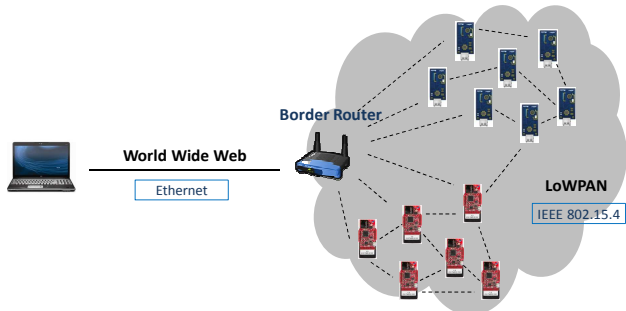 Border Router
World Wide Web
Ethernet
LoWPAN
IEEE 802.15.4